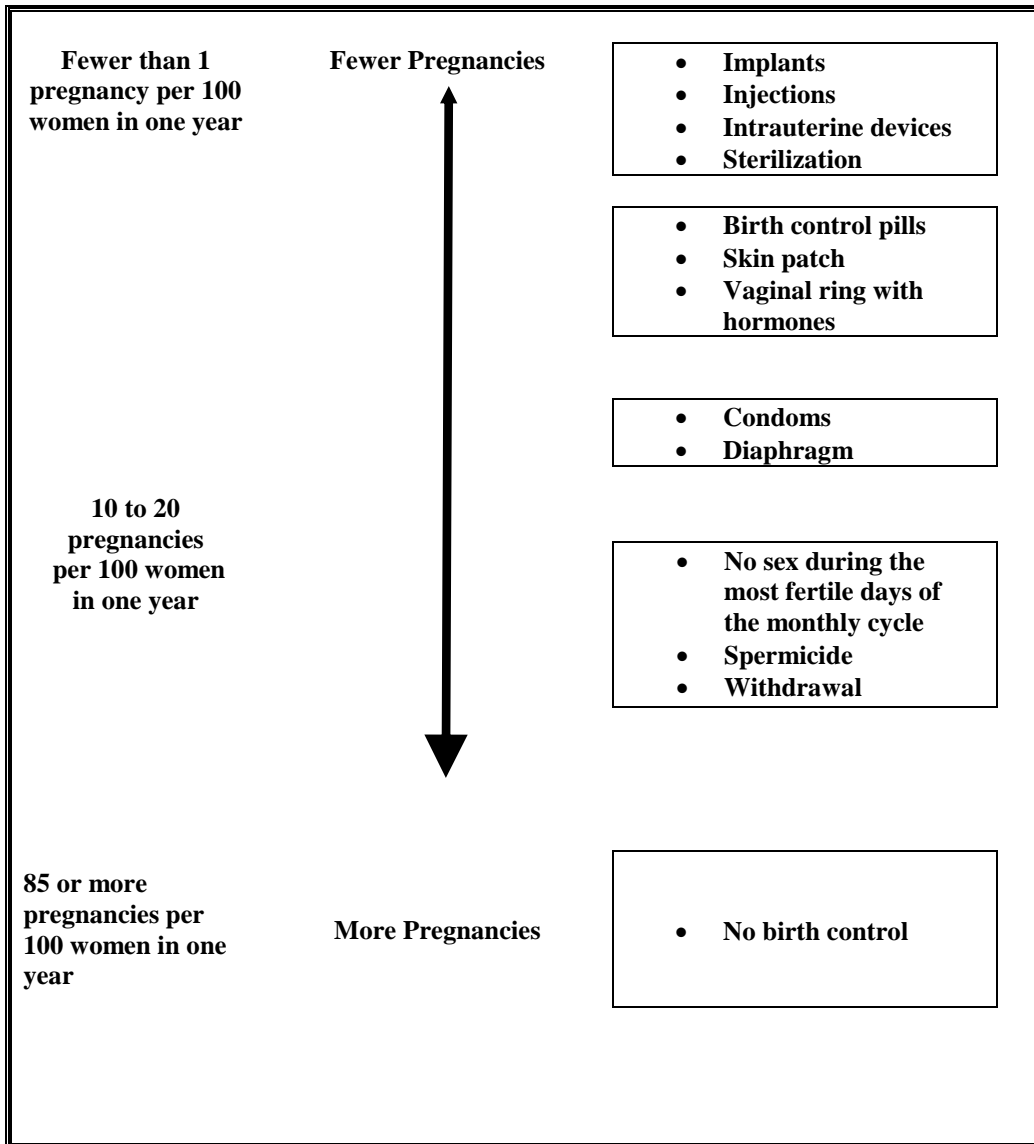 Fewer than 1
pregnancy per 100
women in one year
Fewer Pregnancies
• Implants
• Injections
• Intrauterine devices
• Sterilization
• Birth control pills
• Skin patch
• Vaginal ring with
hormones
• Condoms
• Diaphragm
10 to 20
pregnancies
per 100 women
in one year
• No sex during the
most fertile days of
the monthly cycle
• Spermicide
• Withdrawal
85 or more
pregnancies per
100 women in one
year
More Pregnancies
• No birth control